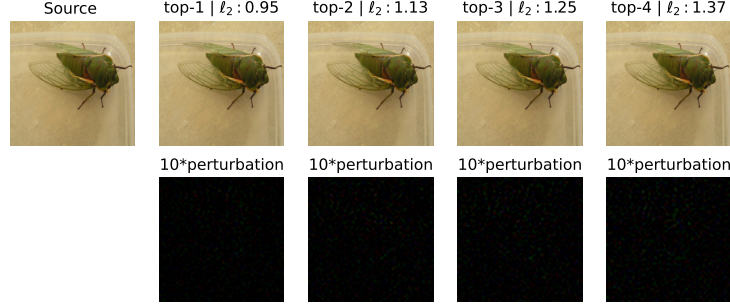 Source
top-1 | ℓ₂ : 0.95
top-2 | ℓ₂ : 1.13
top-3 | ℓ₂ : 1.25
top-4 | ℓ₂ : 1.37
10*perturbation
10*perturbation
10*perturbation
10*perturbation